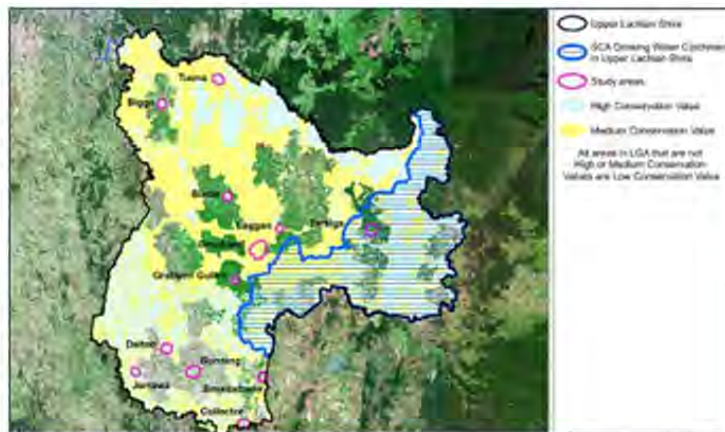 Upper Lachlan Shire
SCA Drinking Water Catchment
in Upper Lachlan Shire
Study areas
High Conservation Value
Medium Conservation Value
All areas in LGA that are not
High or Medium Conservation
Values are Low Conservation Value
Tuena
Bigga
Laggan
Taralga
Crookwell
Grabben Gullen
Dalton
Gunning
Jerrawa
Breadalbane
Collector